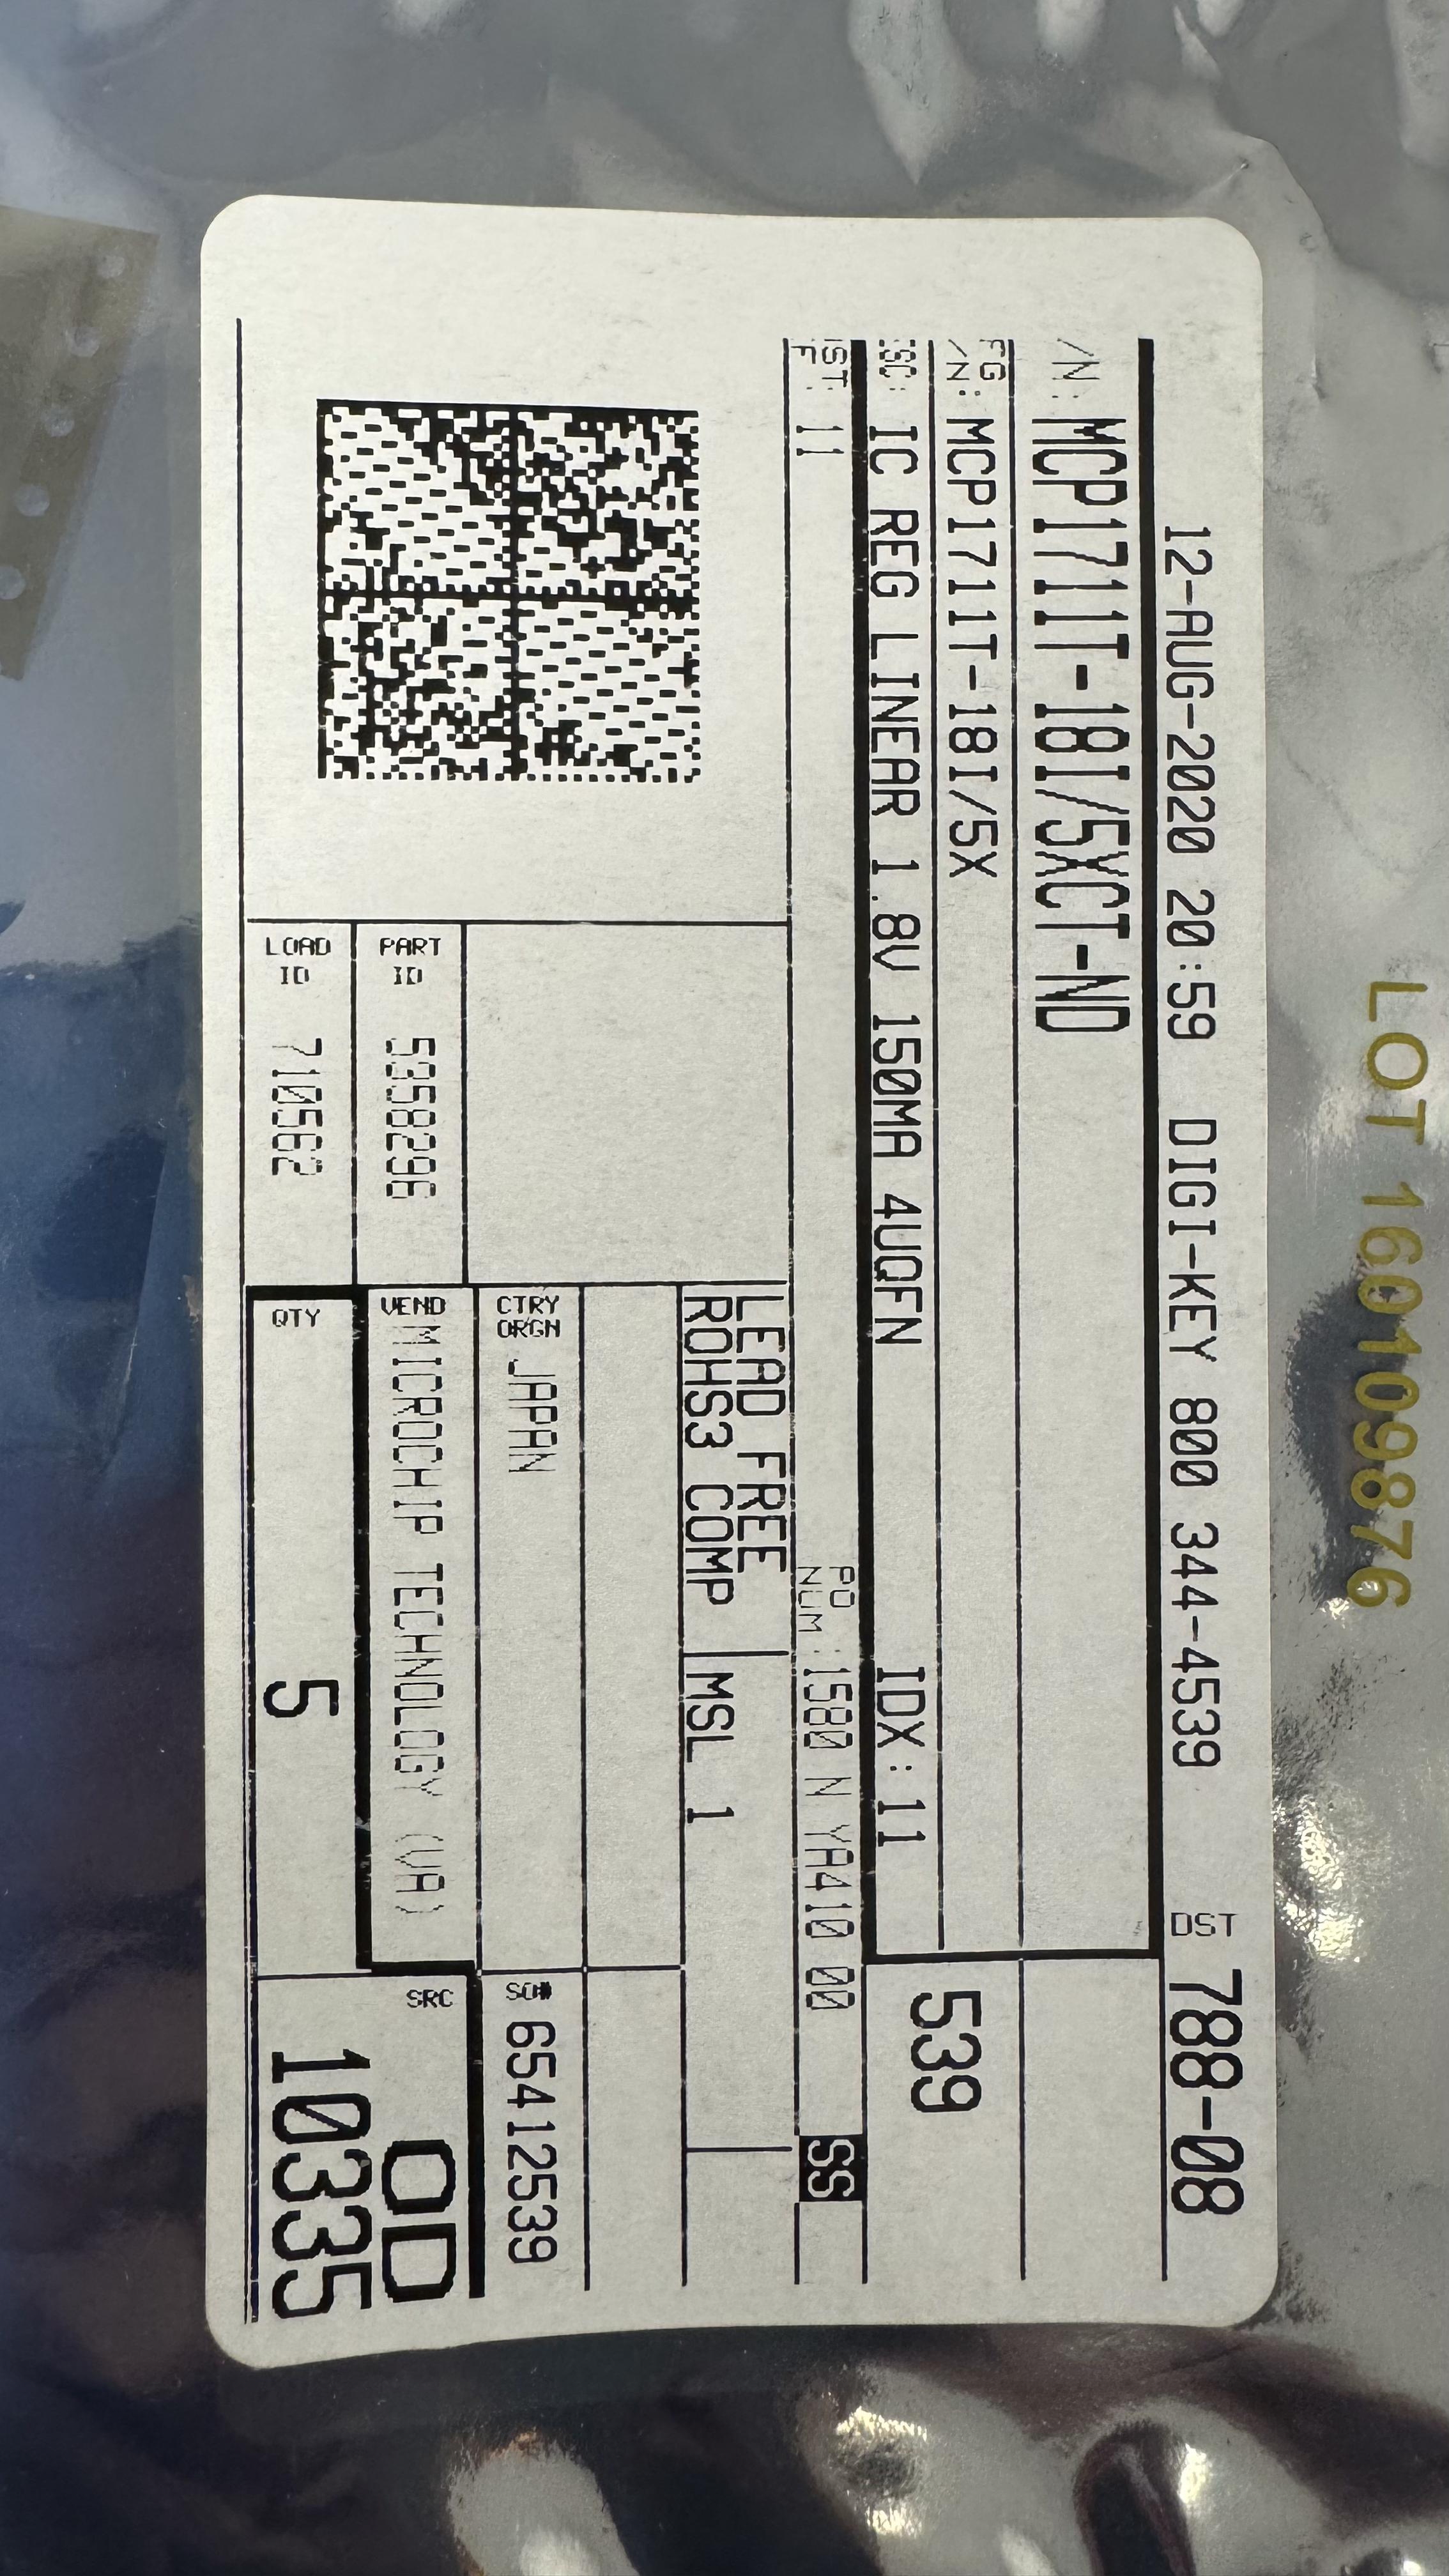 LOT 160109876
12-AUG-2020 20:59 DIGI-KEY 800 344-4539 DST 788-08
/N: MCP1711T-18I/5XCT-ND
FG
/N: MCP1711T-18I/5X
539
SC: IC REG LINEAR 1.8V 150MA 4UQFN IDX:11
ST
F : 11
PO
NUM :1580 N YA410 00
SS
LEAD FREE
ROHS3 COMP
MSL 1
CTRY
ORGN JAPAN
SO# 65412539
PART
ID 5358296
VEND MICROCHIP TECHNOLOGY (VA)
SRC OD
LOAD
ID 710562
QTY 5
10335